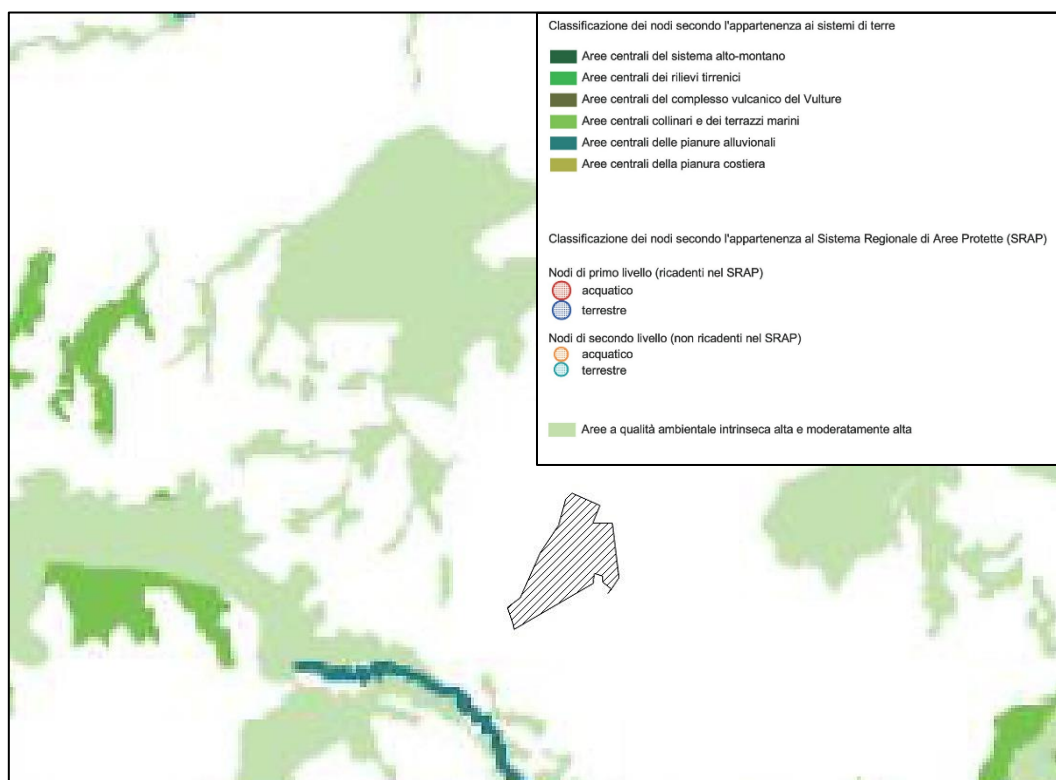 Classificazione dei nodi secondo l'appartenenza ai sistemi di terre
Aree centrali del sistema alto-montano
Aree centrali dei rilievi tirrenici
Aree centrali del complesso vulcanico del Vulture
Aree centrali collinari e dei terrazzi marini
Aree centrali delle pianure alluvionali
Aree centrali della pianura costiera
Classificazione dei nodi secondo l'appartenenza al Sistema Regionale di Aree Protette (SRAP)
Nodi di primo livello (ricadenti nel SRAP)
acquatico
terrestre
Nodi di secondo livello (non ricadenti nel SRAP)
acquatico
terrestre
Aree a qualità ambientale intrinseca alta e moderatamente alta